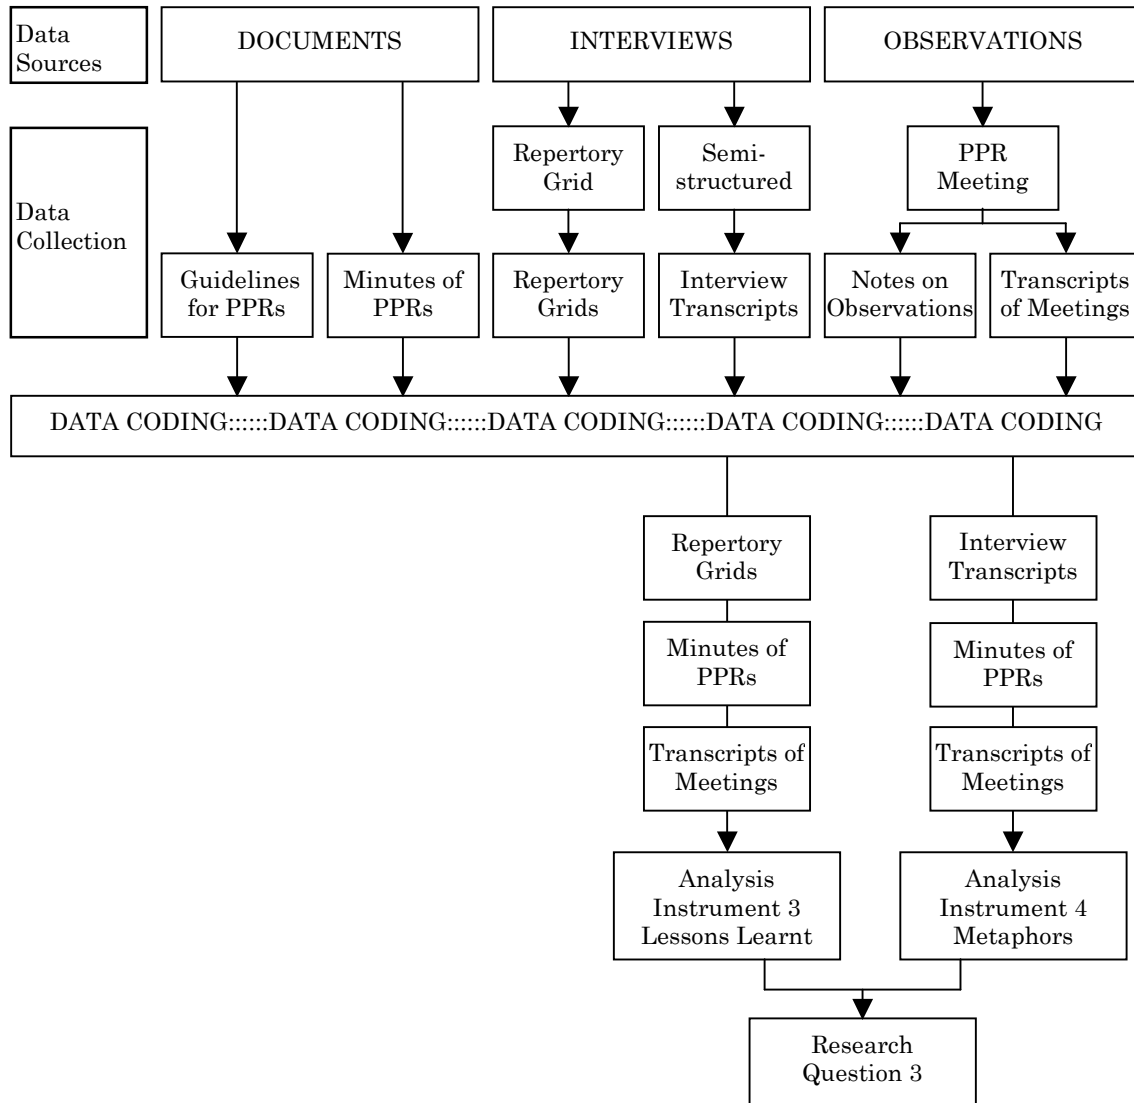 Data
Sources
DOCUMENTS
INTERVIEWS
OBSERVATIONS
Data
Collection
Repertory
Grid
Semi-
structured
PPR
Meeting
Guidelines
for PPRs
Minutes of
PPRs
Repertory
Grids
Interview
Transcripts
Notes on
Observations
Transcripts
of Meetings
DATA CODING::::::DATA CODING::::::DATA CODING::::::DATA CODING::::::DATA CODING
Repertory
Grids
Interview
Transcripts
Minutes of
PPRs
Minutes of
PPRs
Transcripts of
Meetings
Transcripts of
Meetings
Analysis
Instrument 3
Lessons Learnt
Analysis
Instrument 4
Metaphors
Research
Question 3